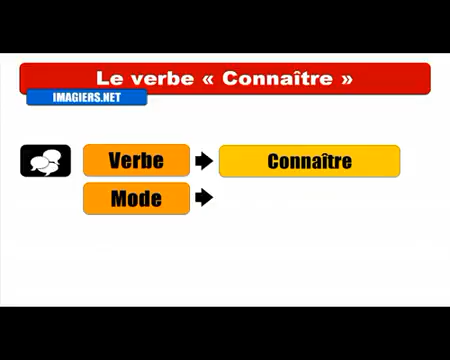 Le verbe « Connaître »
IMAGIERS.NET
Verbe Connaître
Mode